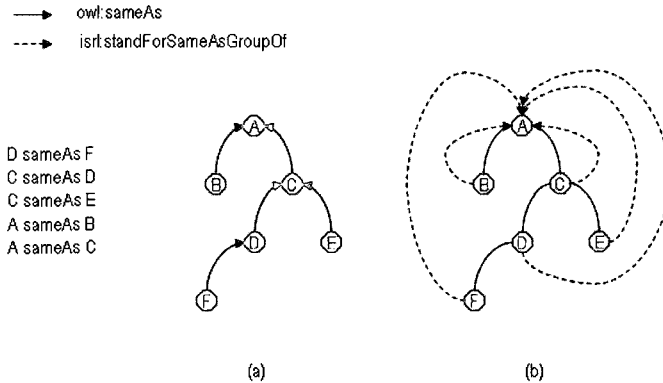 owl:sameAs
isrl:standForSameAsGroupOf
D sameAs F
C sameAs D
C sameAs E
A sameAs B
A sameAs C
A
B
C
D
E
F
(a)
A
B
C
D
E
F
(b)